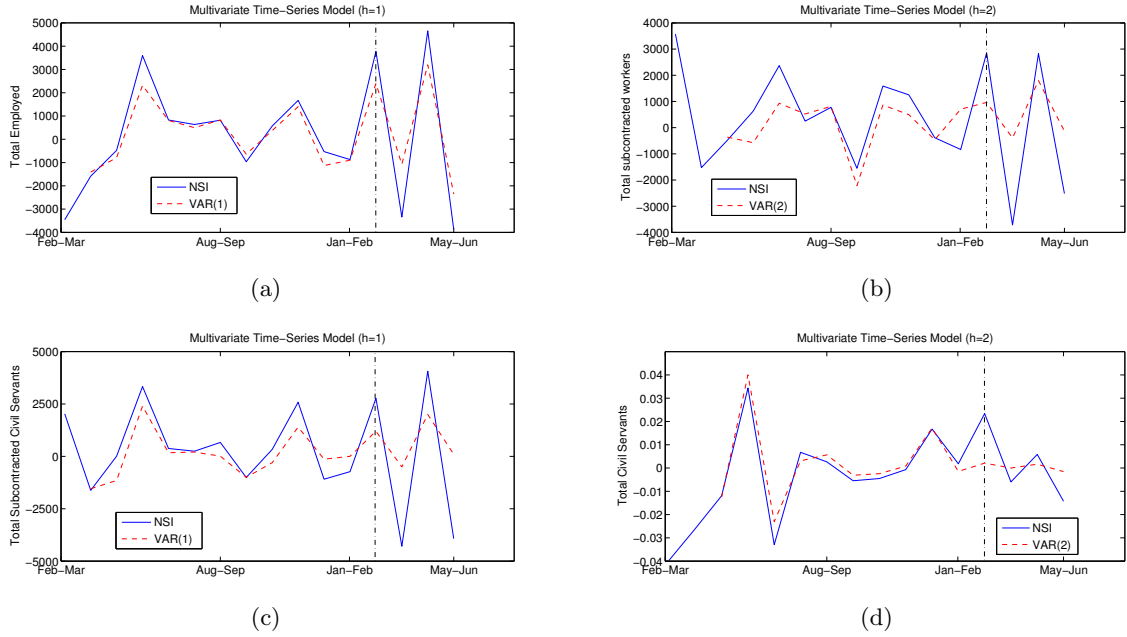 Multivariate Time−Series Model (h=1)
Total Employed
5000
4000
3000
2000
1000
0
−1000
−2000
−3000
−4000
Feb−Mar
Aug−Sep
Jan−Feb
May−Jun
NSI
VAR(1)
(a)
Multivariate Time−Series Model (h=2)
Total subcontracted workers
4000
3000
2000
1000
0
−1000
−2000
−3000
−4000
Feb−Mar
Aug−Sep
Jan−Feb
May−Jun
NSI
VAR(2)
(b)
Multivariate Time−Series Model (h=1)
Total Subcontracted Civil Servants
5000
2500
0
−2500
−5000
Feb−Mar
Aug−Sep
Jan−Feb
May−Jun
NSI
VAR(1)
(c)
Multivariate Time−Series Model (h=2)
Total Civil Servants
0.04
0.03
0.02
0.01
0
−0.01
−0.02
−0.03
−0.04
Feb−Mar
Aug−Sep
Jan−Feb
May−Jun
NSI
VAR(2)
(d)